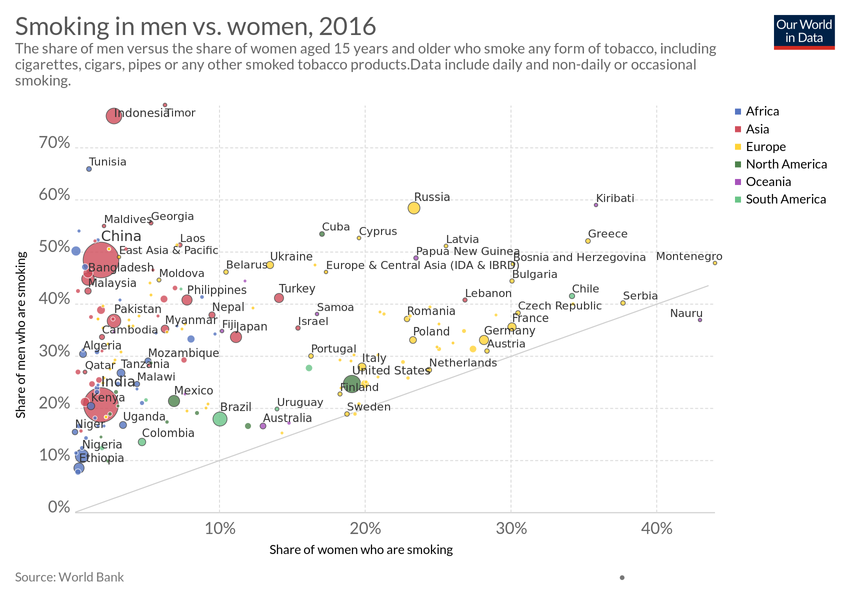 Smoking in men vs. women, 2016
The share of men versus the share of women aged 15 years and older who smoke any form of tobacco, including
cigarettes, cigars, pipes or any other smoked tobacco products.Data include daily and non-daily or occasional
smoking.
Our World
in Data
Africa
Asia
Europe
North America
Oceania
South America
Share of men who are smoking
70%
60%
50%
40%
30%
20%
10%
0%
Indonesia
Timor
Tunisia
Russia
Kiribati
Maldives
Georgia
China
Laos
East Asia & Pacific
Cuba
Cyprus
Latvia
Greece
Papua New Guinea
Bosnia and Herzegovina
Montenegro
Bangladesh
Malaysia
Moldova
Belarus
Ukraine
Europe & Central Asia (IDA & IBRD)
Bulgaria
Philippines
Turkey
Lebanon
Chile
Serbia
Pakistan
Nepal
Samoa
Romania
Czech Republic
Nauru
Cambodia
Myanmar
Fiji
Japan
Israel
France
Poland
Germany
Algeria
Mozambique
Portugal
Italy
Austria
Qatar
Tanzania
United States
Netherlands
India
Malawi
Kenya
Mexico
Finland
Niger
Uganda
Brazil
Uruguay
Sweden
Australia
Colombia
Nigeria
Ethiopia
10%
20%
30%
40%
Share of women who are smoking
Source: World Bank